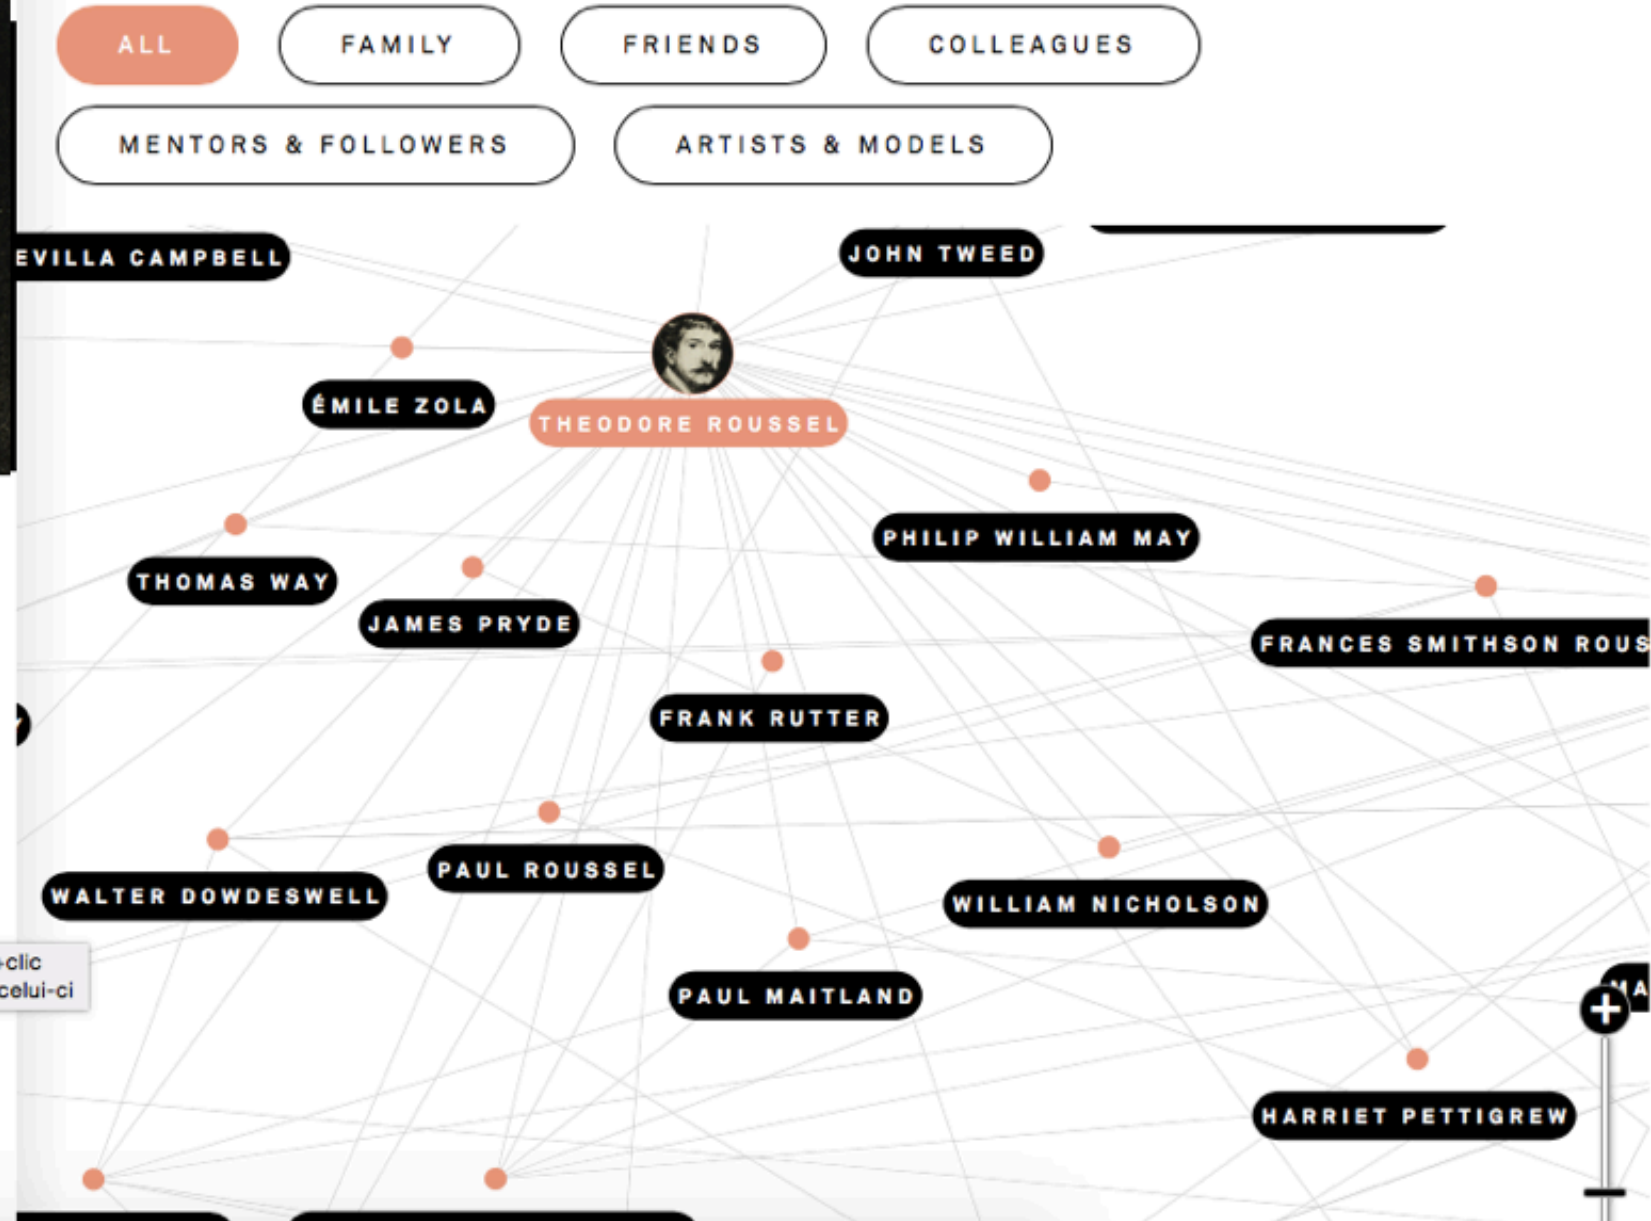 ALL
FAMILY
FRIENDS
COLLEAGUES
MENTORS & FOLLOWERS
ARTISTS & MODELS
EVILLA CAMPBELL
JOHN TWEED
ÉMILE ZOLA
THEODORE ROUSSEL
PHILIP WILLIAM MAY
THOMAS WAY
JAMES PRYDE
FRANCES SMITHSON ROUS
FRANK RUTTER
PAUL ROUSSEL
WALTER DOWDESWELL
WILLIAM NICHOLSON
+clic
celui-ci
PAUL MAITLAND
MA
HARRIET PETTIGREW